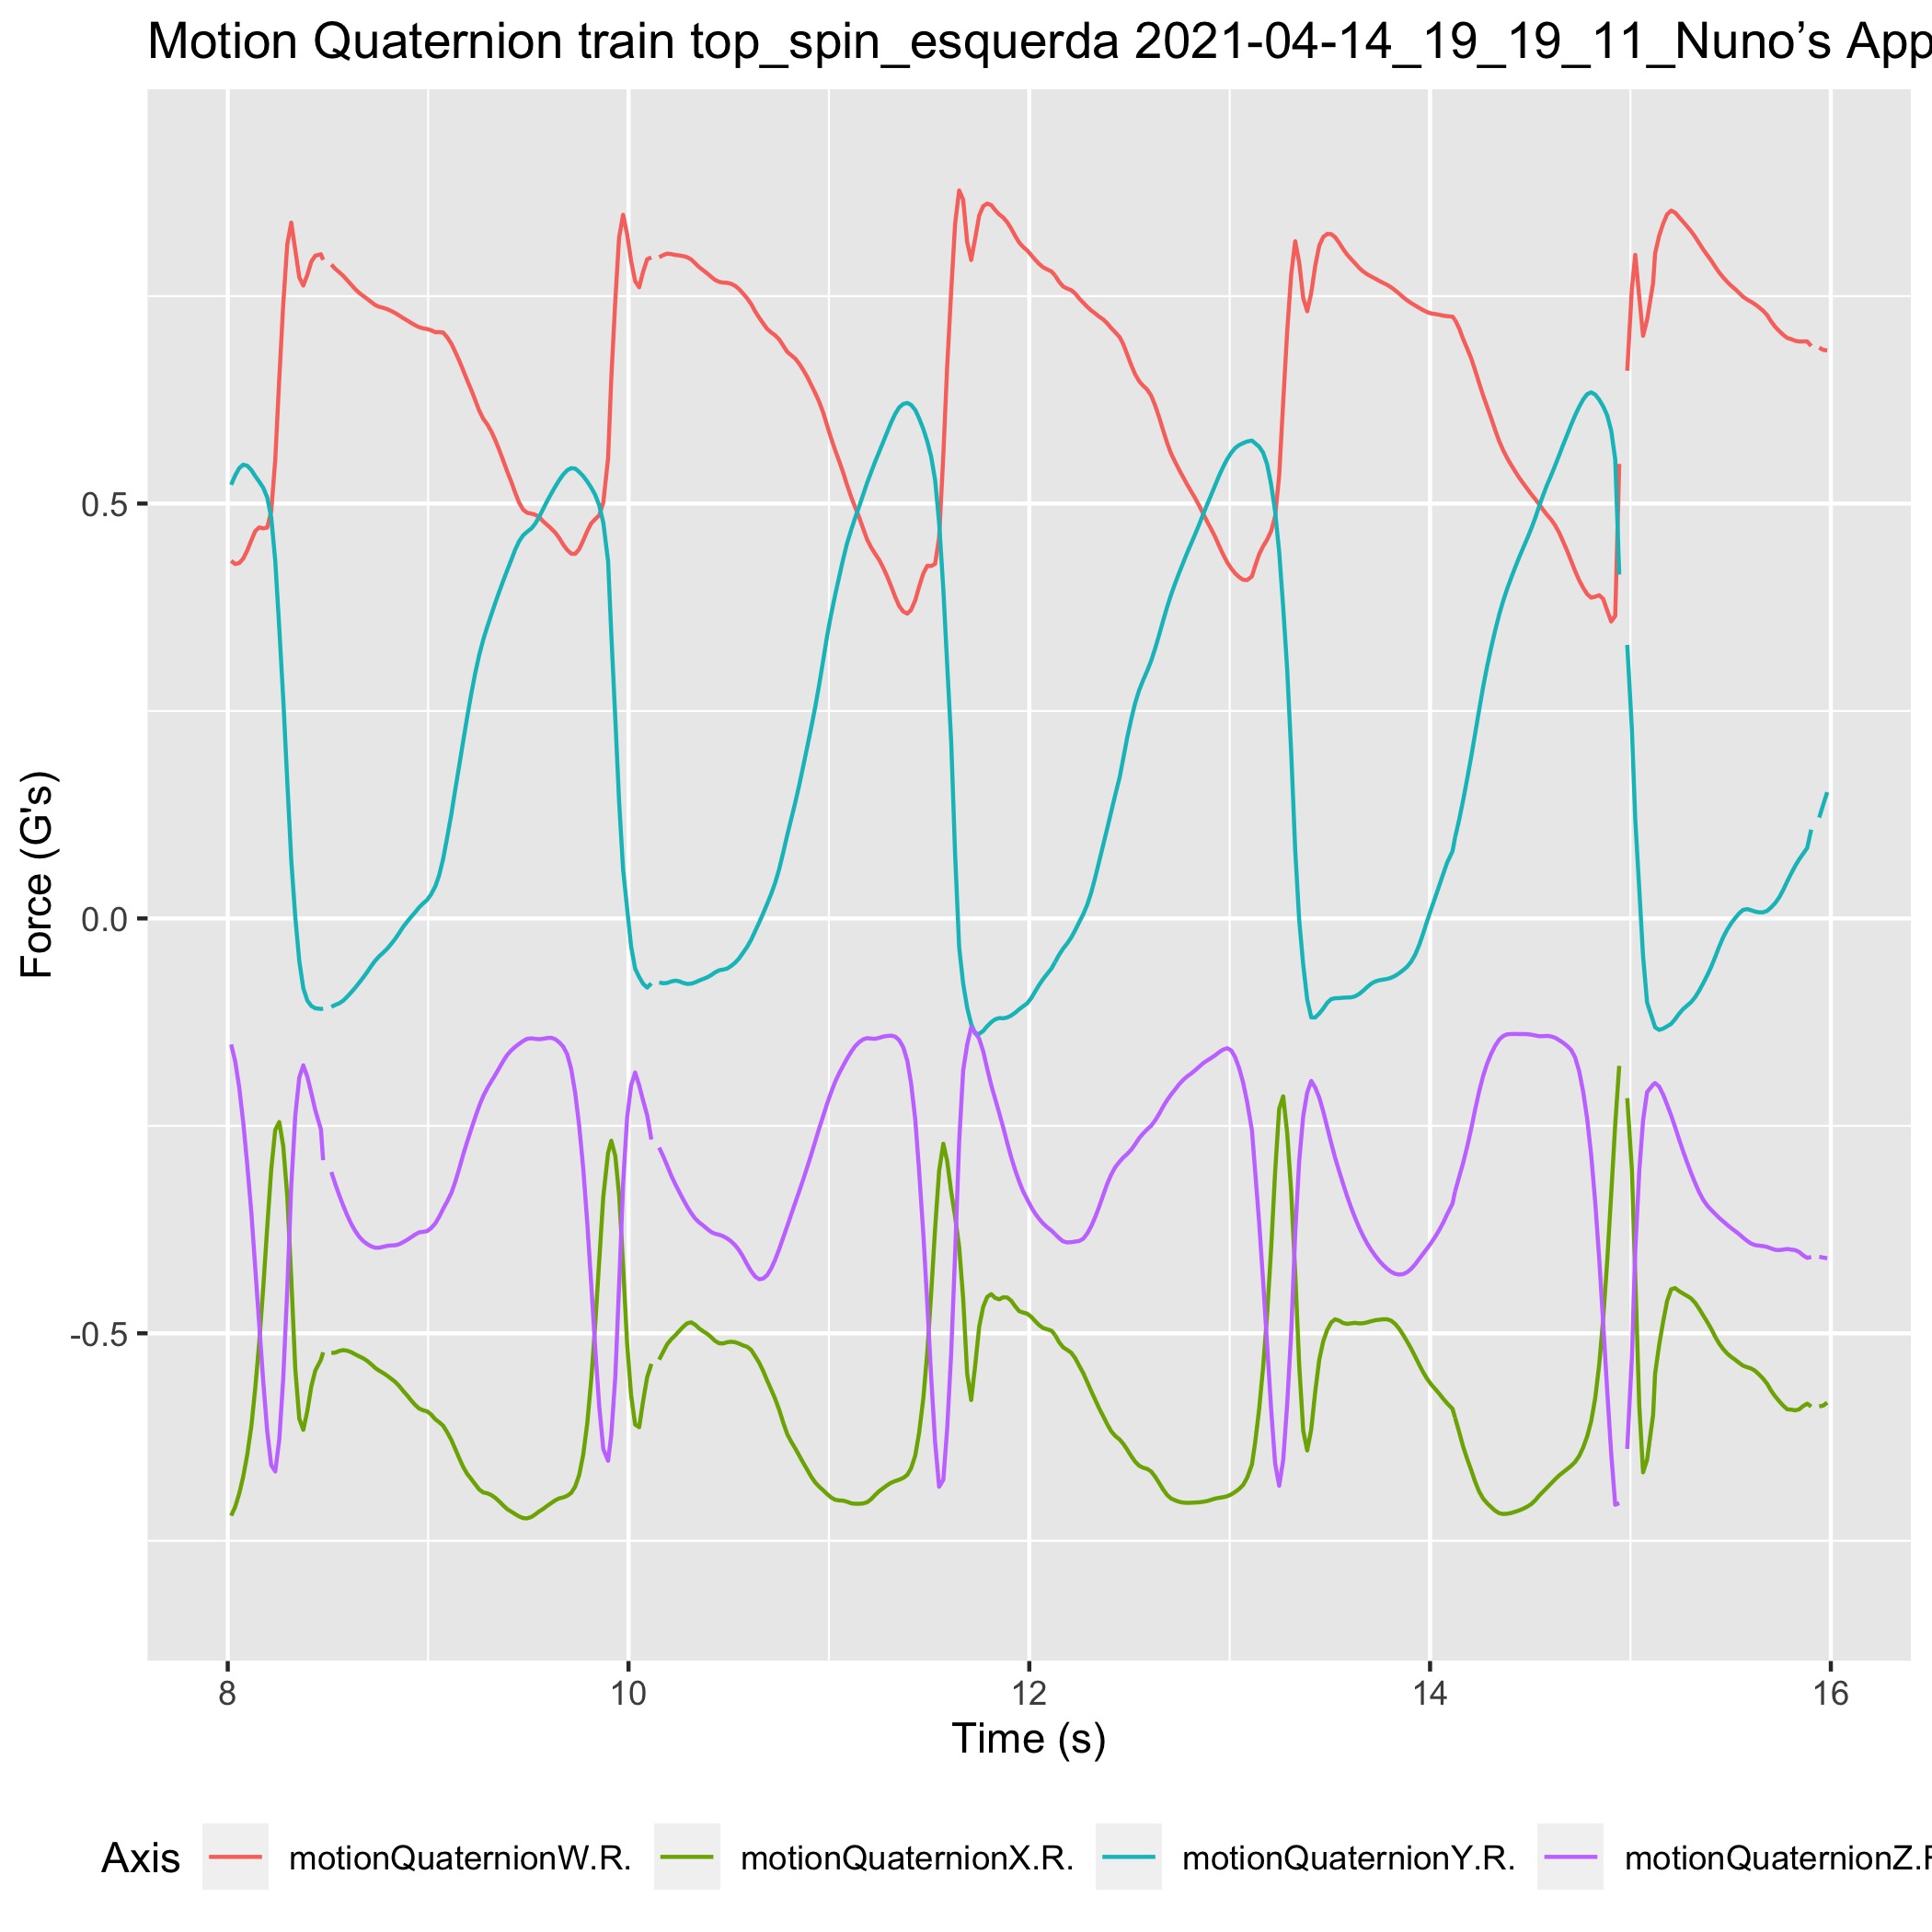 Motion Quaternion train top_spin_esquerda 2021-04-14_19_19_11_Nuno’s App
Force (G's)
0.5
0.0
-0.5
8 10 12 14 16
Time (s)
Axis motionQuaternionW.R. motionQuaternionX.R. motionQuaternionY.R. motionQuaternionZ.R